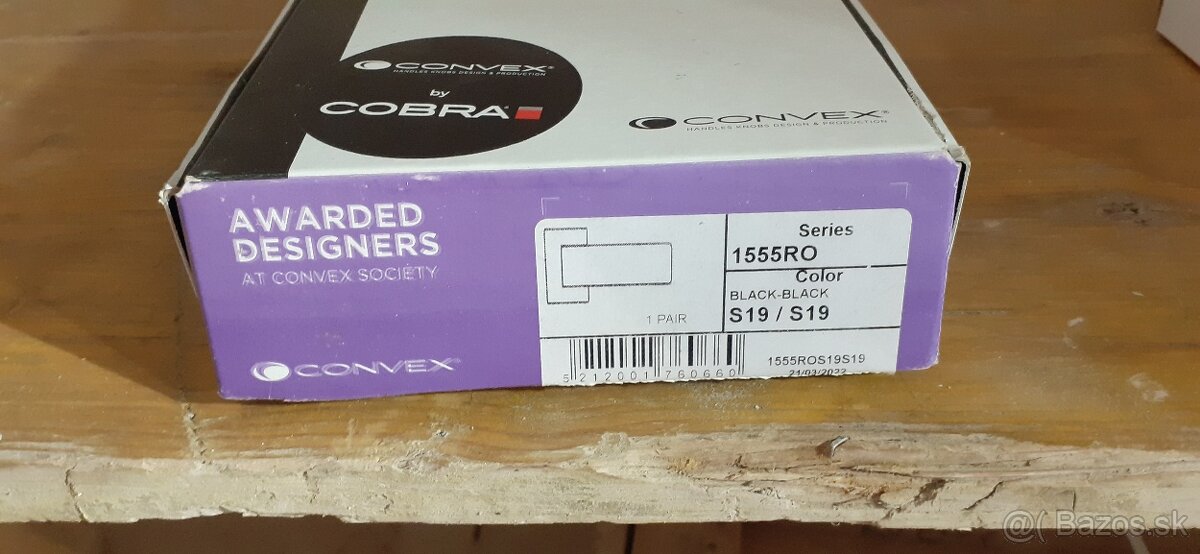 CONVEX®
HANDLES KNOBS DESIGN & PRODUCTION
by
COBRA
CONVEX®
HANDLES KNOBS DESIGN & PRODUCTION
AWARDED
DESIGNERS
AT CONVEX SOCIETY
CONVEX®
1 PAIR
Series
1555RO
Color
BLACK-BLACK
S19 / S19
5 212001 760660
1555ROS19S19
21/03/2022
@( Bazos.sk